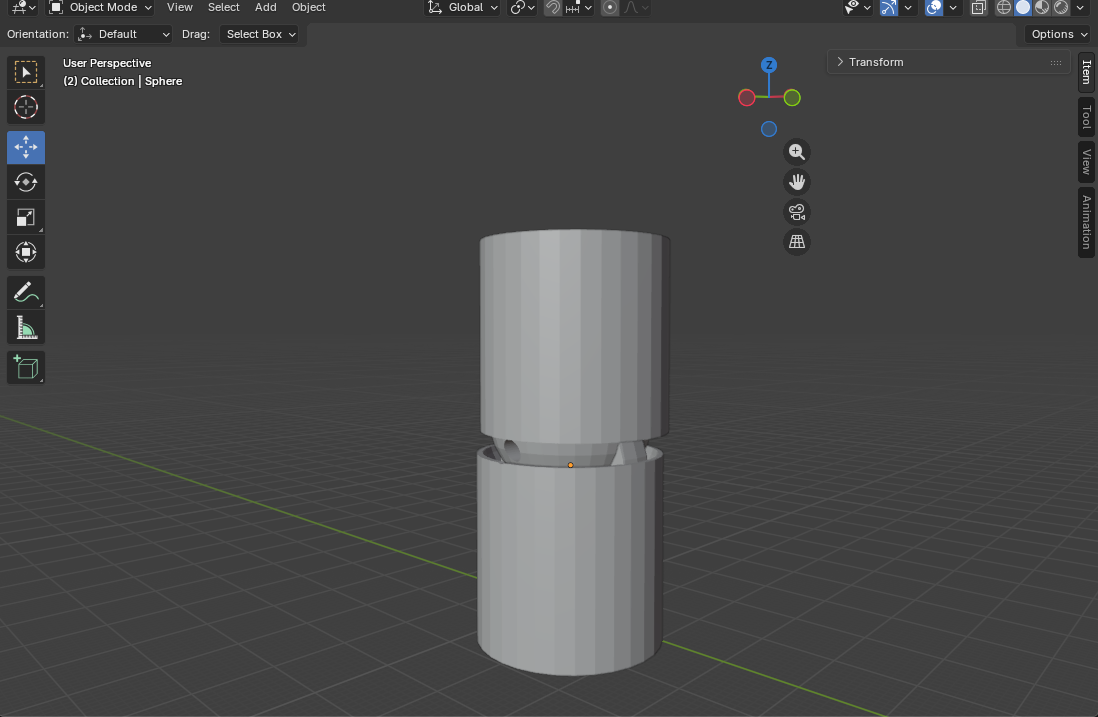 Object Mode View Select Add Object Global
Orientation: Default Drag: Select Box Options
User Perspective
(2) Collection | Sphere
Transform
Z
Item
Tool
View
Animation